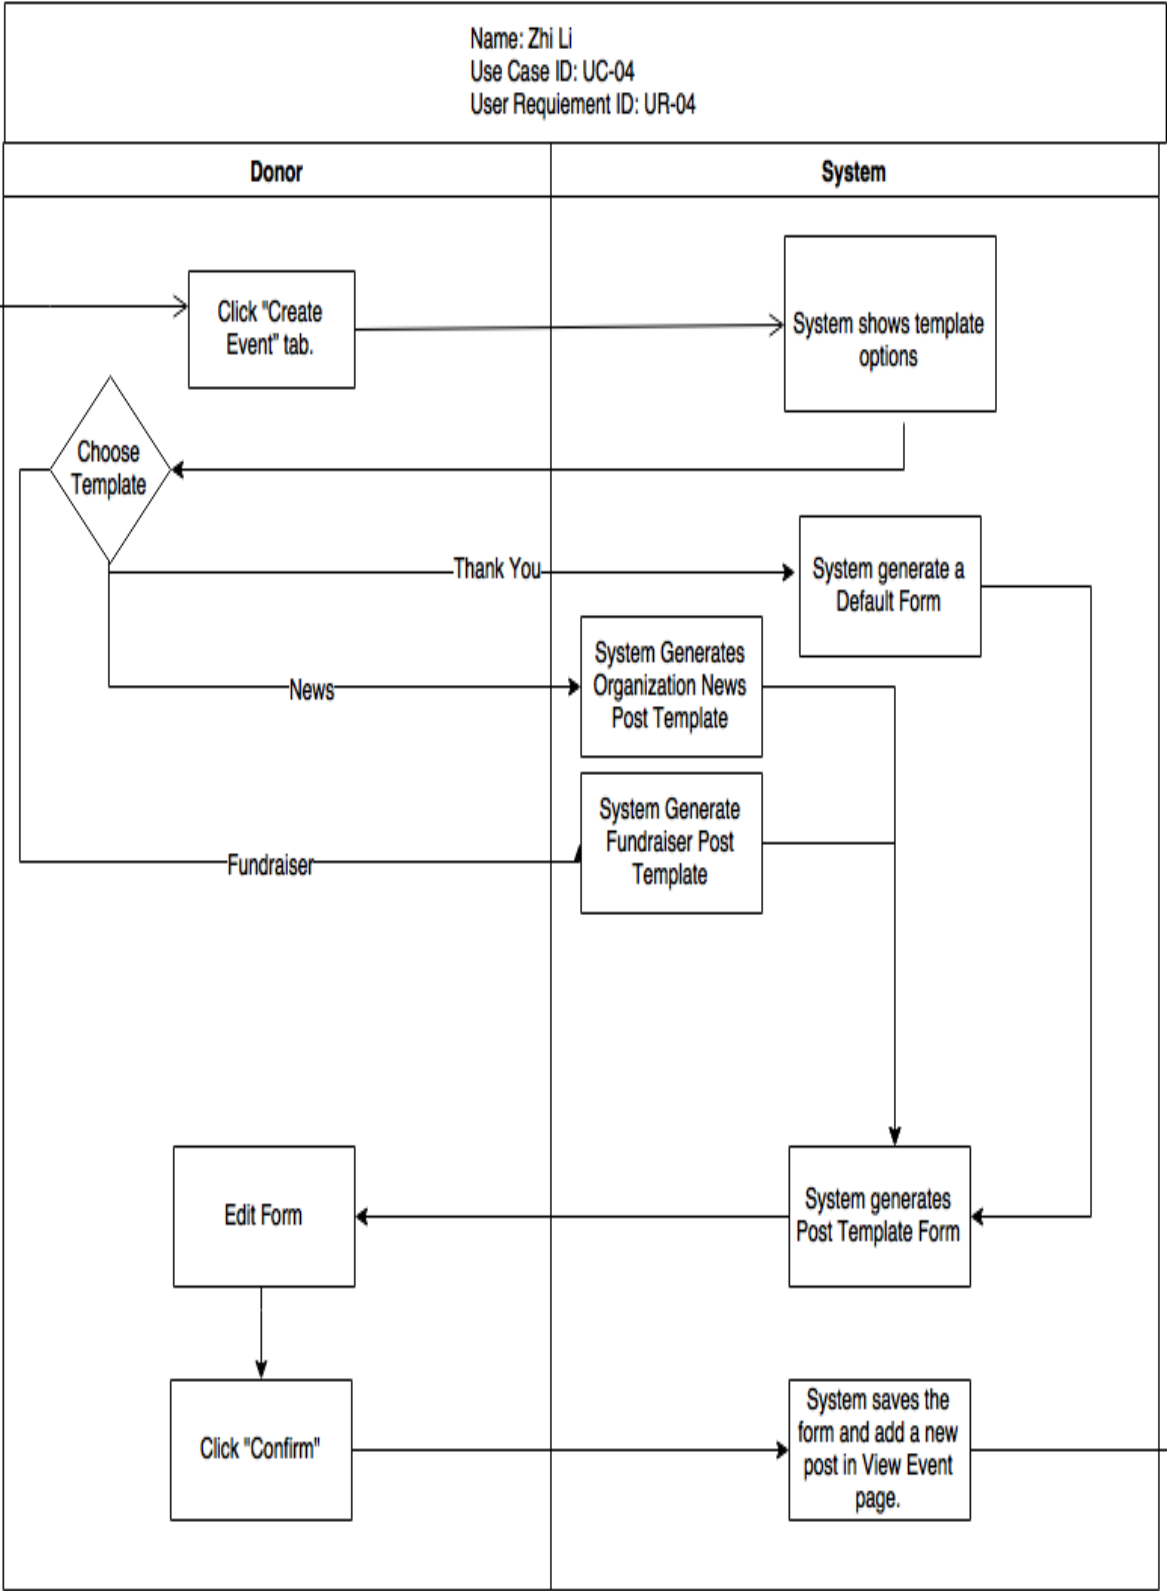 Name: Zhi Li
Use Case ID: UC-04
User Requiement ID: UR-04
Donor
System
Click "Create
Event" tab.
System shows template
options
Choose
Template
Thank You
System generate a
Default Form
News
System Generates
Organization News
Post Template
Fundraiser
System Generate
Fundraiser Post
Template
Edit Form
System generates
Post Template Form
Click "Confirm"
System saves the
form and add a new
post in View Event
page.